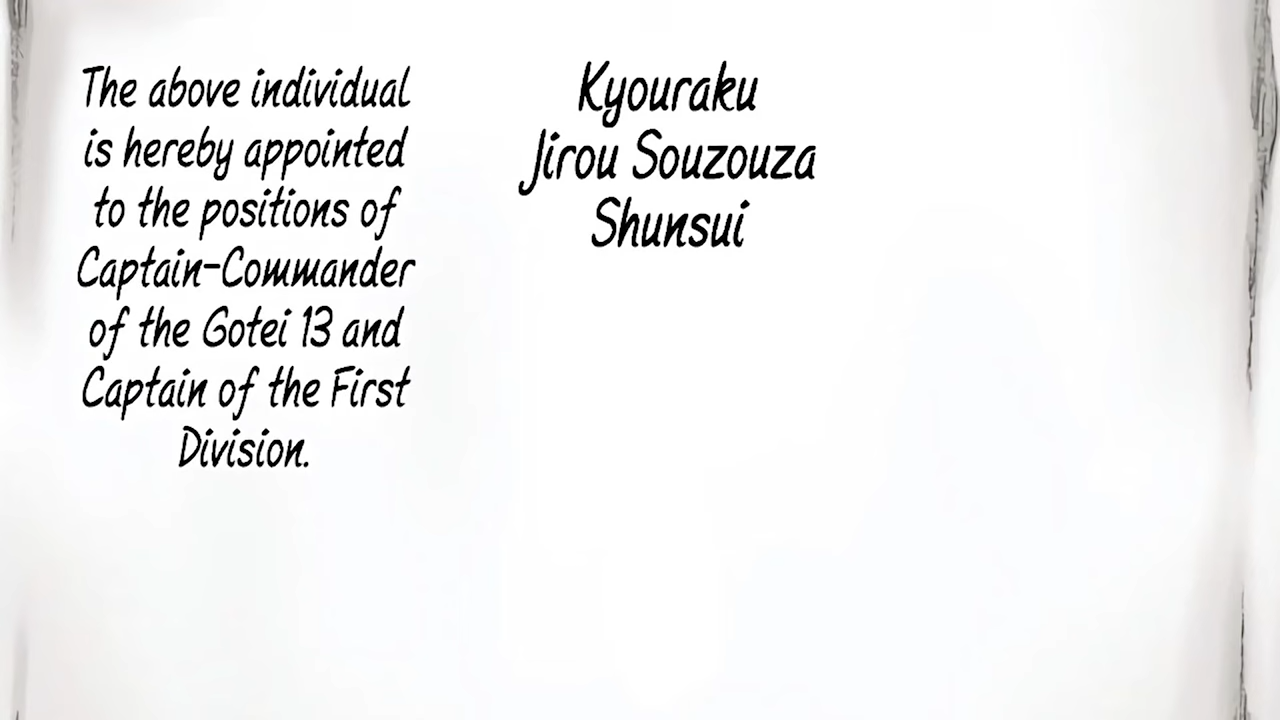 The above individual
is hereby appointed
to the positions of
Captain-Commander
of the Gotei 13 and
Captain of the First
Division.
Kyouraku
Jirou Souzouza
Shunsui